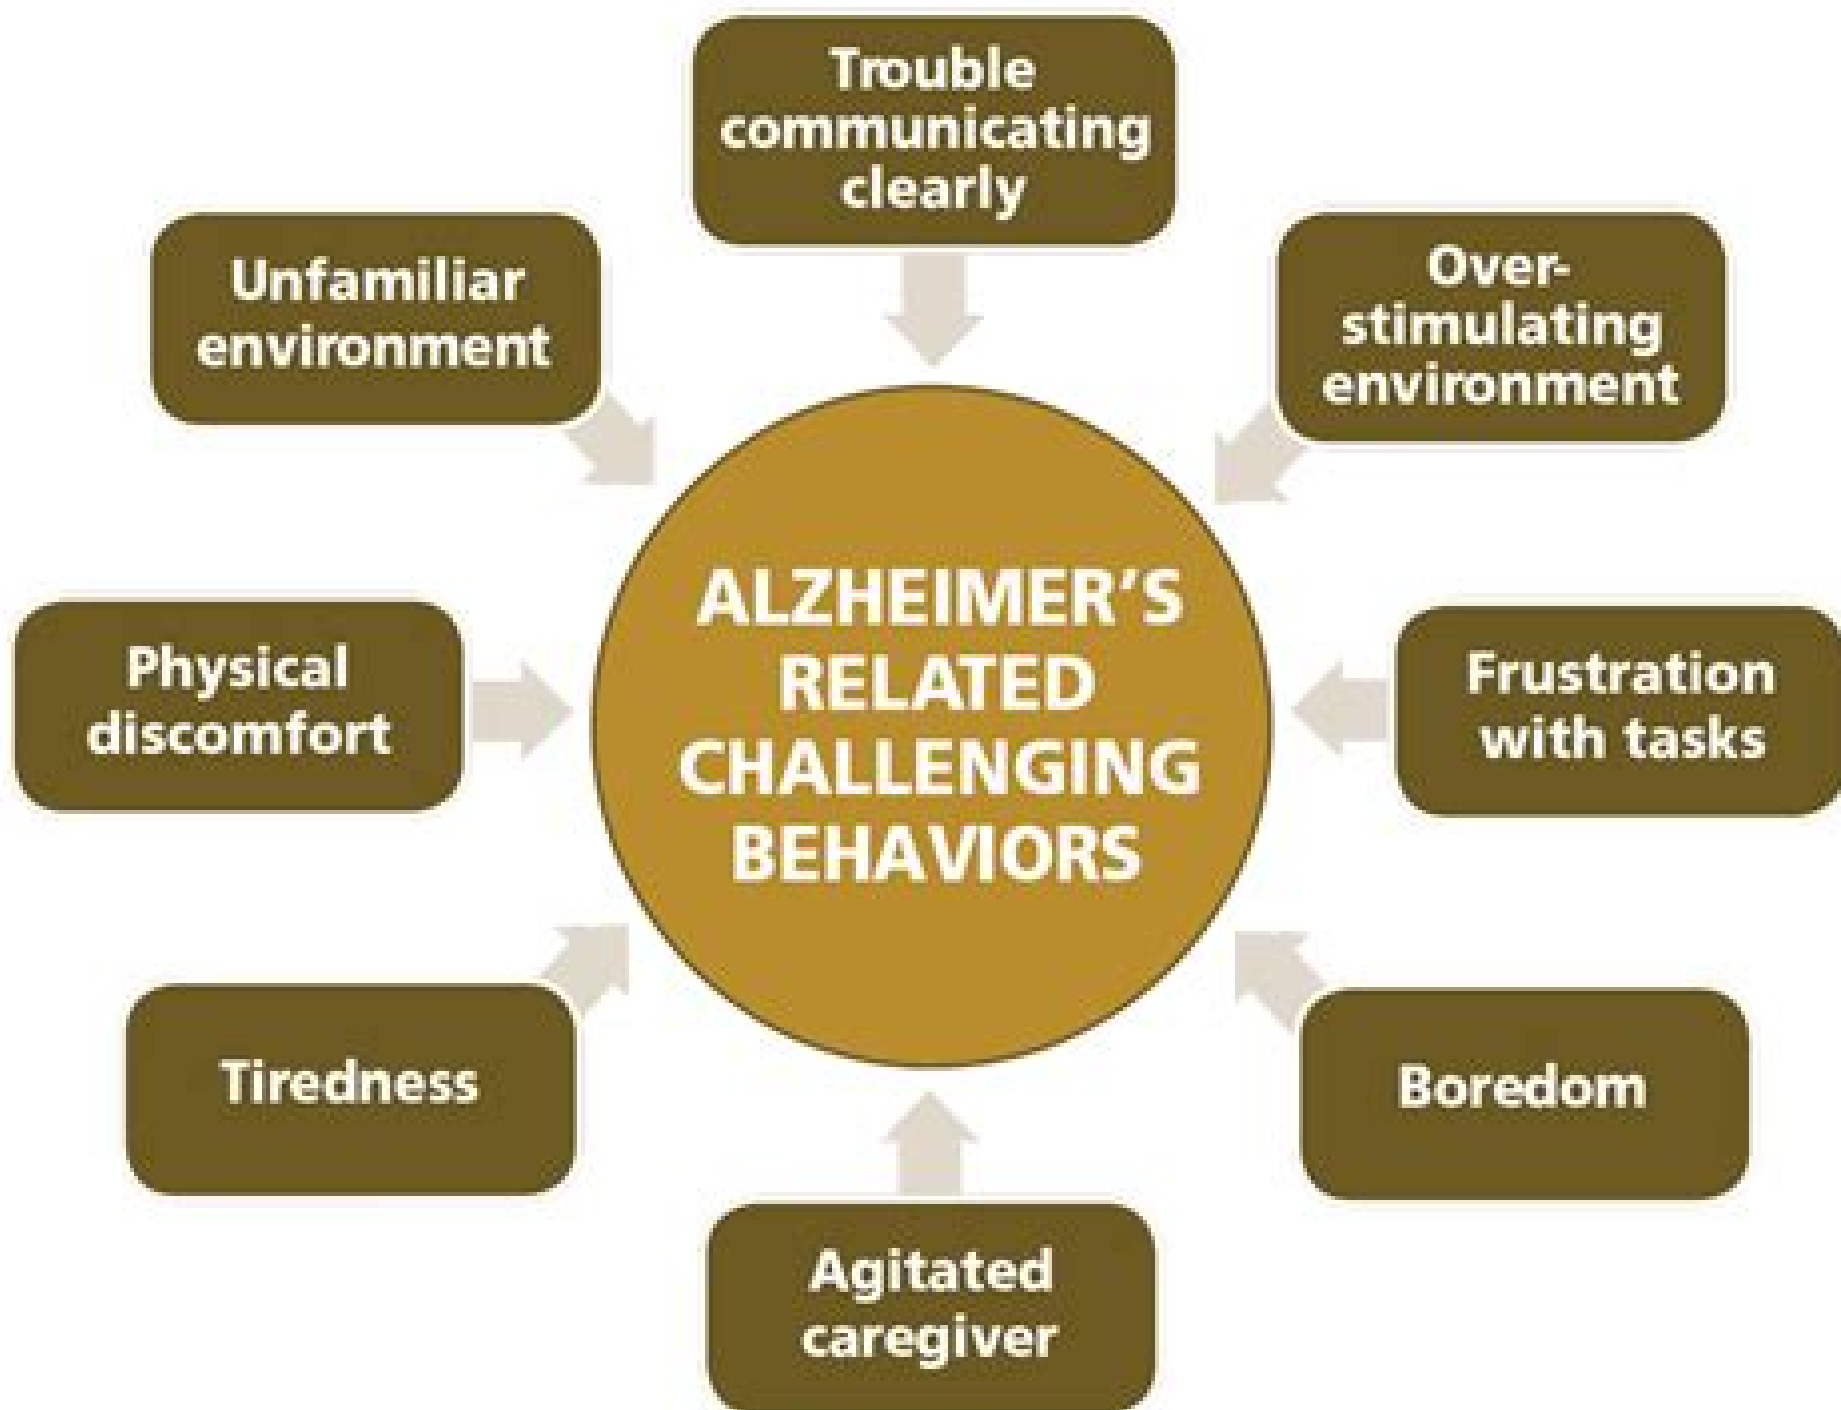 Trouble
communicating
clearly
Over-
stimulating
environment
Frustration
with tasks
Boredom
Agitated
caregiver
Tiredness
Physical
discomfort
Unfamiliar
environment
ALZHEIMER’S
RELATED
CHALLENGING
BEHAVIORS